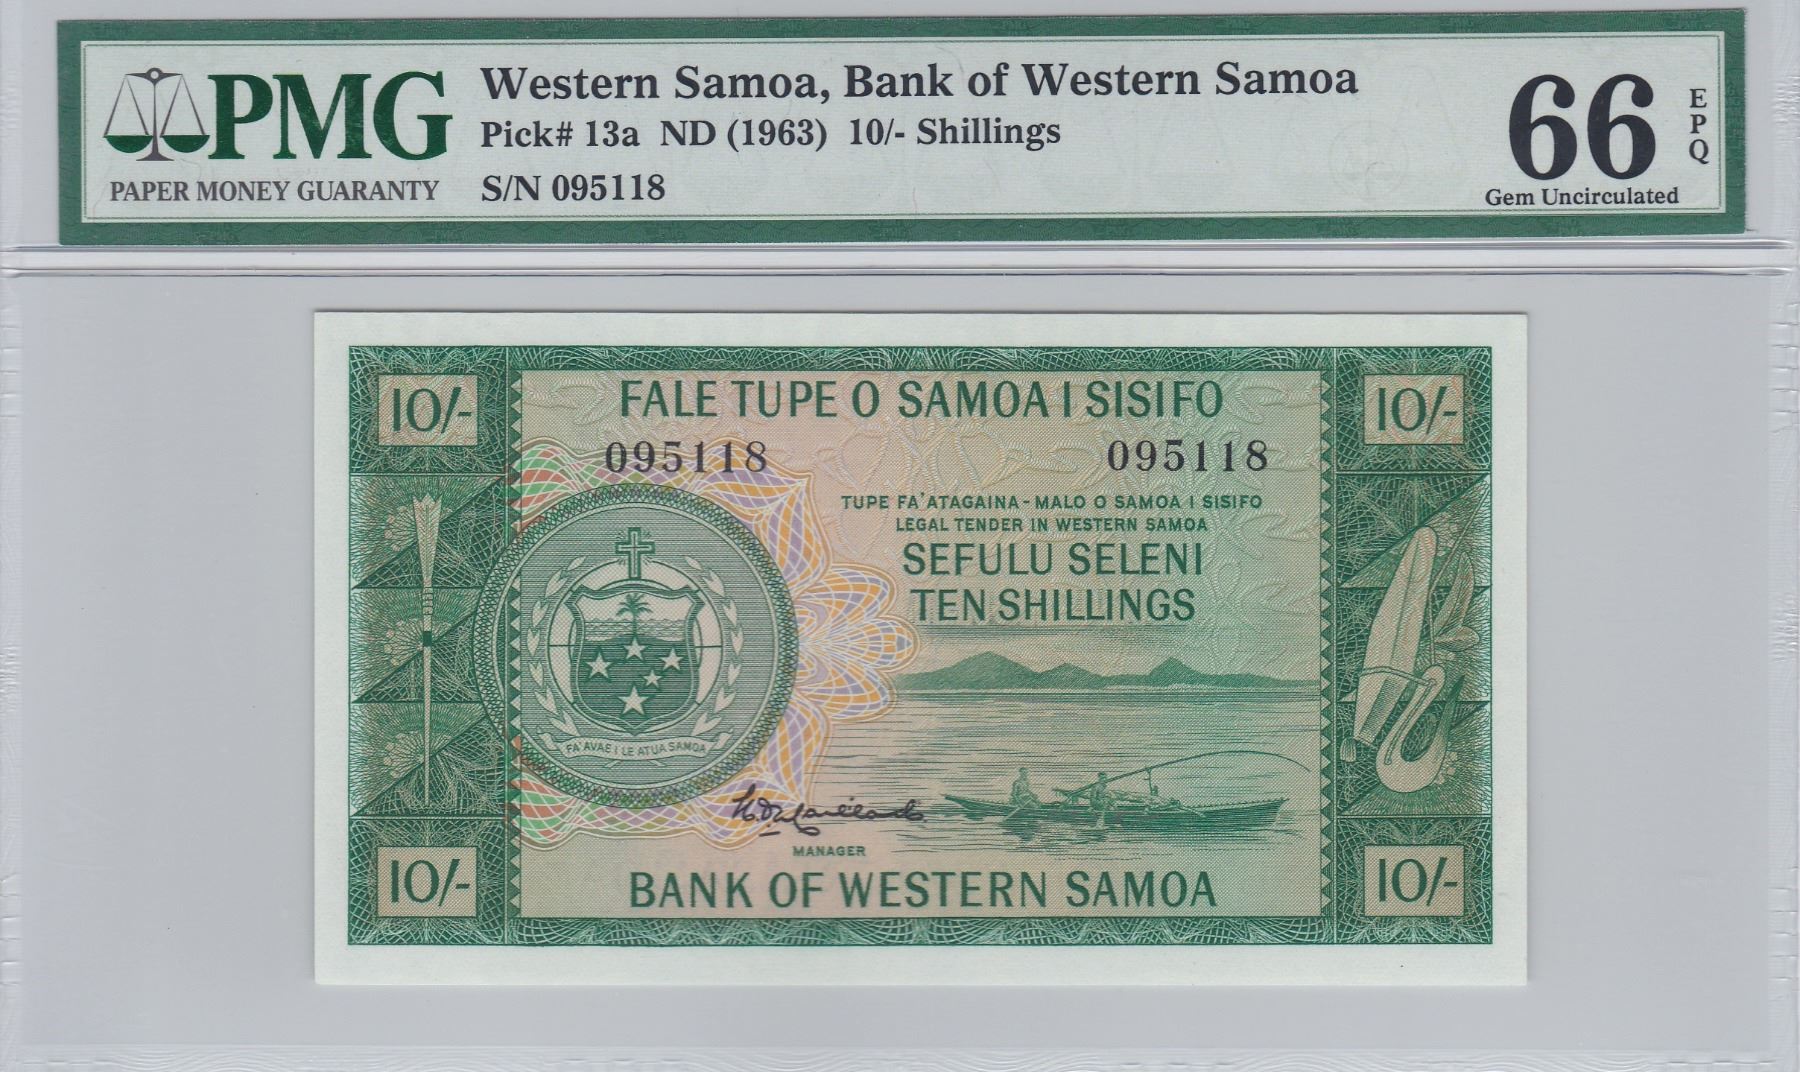 PMG
PAPER MONEY GUARANTY
Western Samoa, Bank of Western Samoa
Pick# 13a ND (1963) 10/- Shillings
S/N 095118
66
EPQ
Gem Uncirculated
10/- 10/-
FALE TUPE O SAMOA I SISIFO
095118 095118
TUPE FA'ATAGAINA - MALO O SAMOA I SISIFO
LEGAL TENDER IN WESTERN SAMOA
SEFULU SELENI
TEN SHILLINGS
FA'AVAE I LE ATUA SAMOA
MANAGER
10/- 10/-
BANK OF WESTERN SAMOA